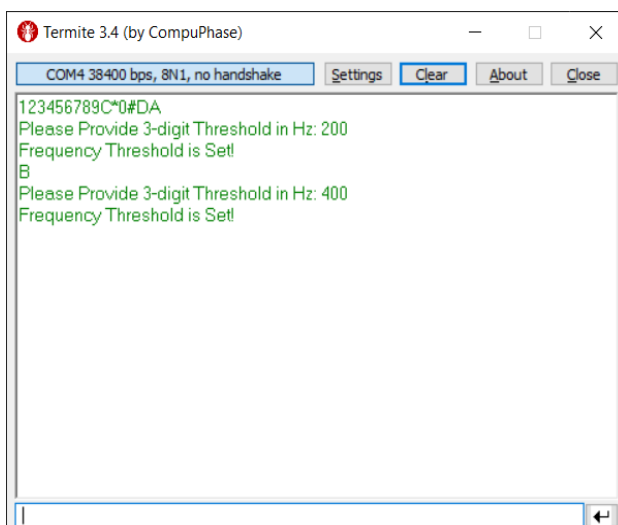 Termite 3.4 (by CompuPhase)
COM4 38400 bps, 8N1, no handshake Settings Clear About Close
123456789C*0#DA
Please Provide 3-digit Threshold in Hz: 200
Frequency Threshold is Set!
B
Please Provide 3-digit Threshold in Hz: 400
Frequency Threshold is Set!